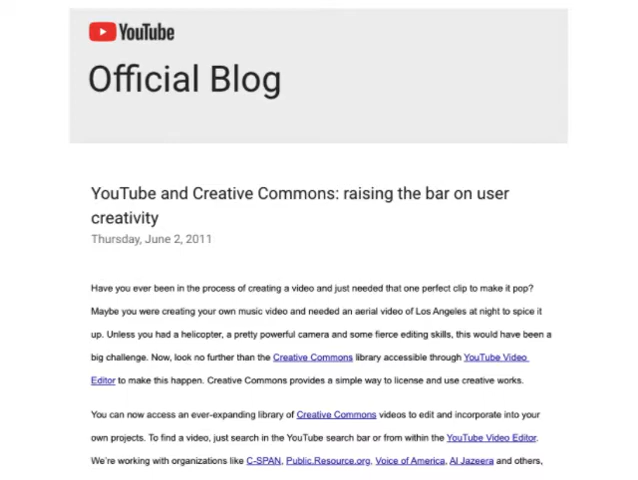 YouTube
Official Blog
YouTube and Creative Commons: raising the bar on user
creativity
Thursday, June 2, 2011
Have you ever been in the process of creating a video and just needed that one perfect clip to make it pop?
Maybe you were creating your own music video and needed an aerial video of Los Angeles at night to spice it
up. Unless you had a helicopter, a pretty powerful camera and some fierce editing skills, this would have been a
big challenge. Now, look no further than the Creative Commons library accessible through YouTube Video
Editor to make this happen. Creative Commons provides a simple way to license and use creative works.
You can now access an ever-expanding library of Creative Commons videos to edit and incorporate into your
own projects. To find a video, just search in the YouTube search bar or from within the YouTube Video Editor.
We're working with organizations like C-SPAN, Public.Resource.org, Voice of America, Al Jazeera and others,